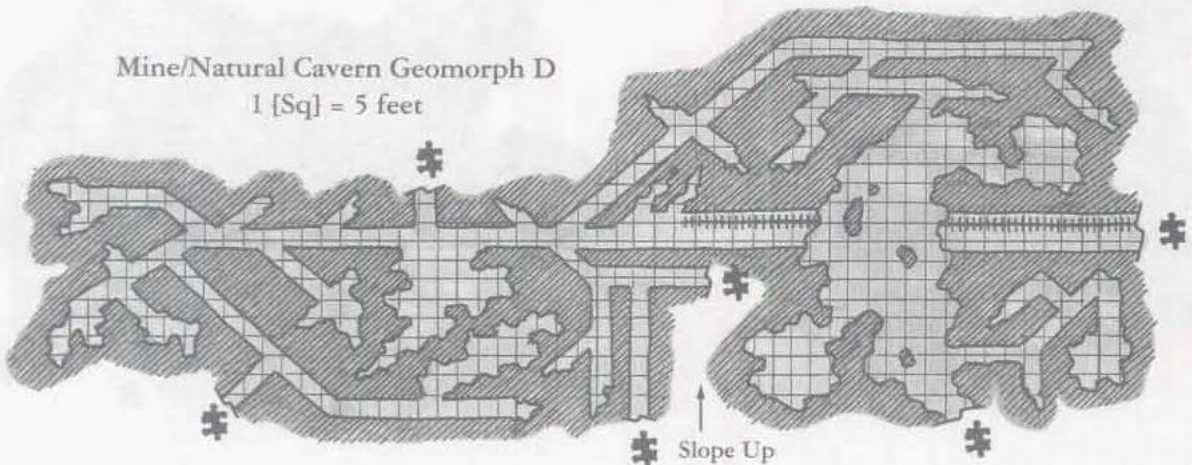 Mine/Natural Cavern Geomorph D
1 [Sq] = 5 feet
Slope Up